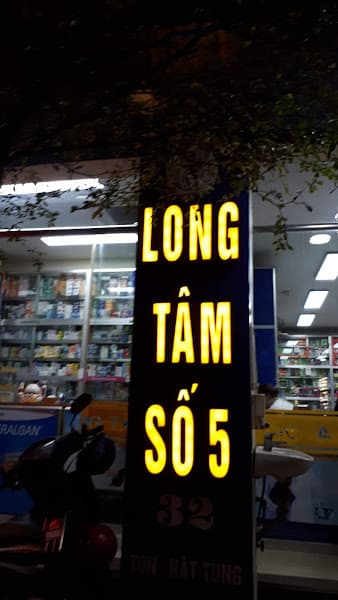 LONG
TÂM
SỐ 5
32
TÔN THẤT TÙNG
ERALGAN